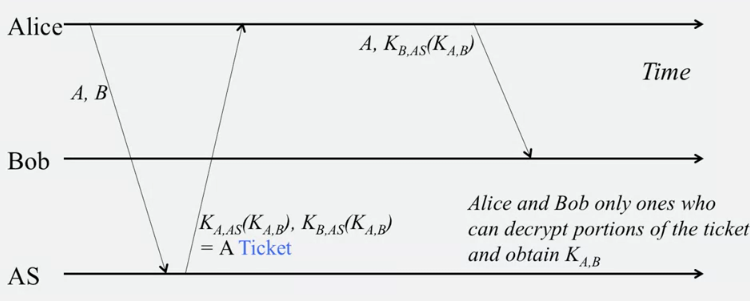 Alice
A, K_{B,AS}(K_{A,B})
Time
A, B
Bob
K_{A,AS}(K_{A,B}), K_{B,AS}(K_{A,B})
= A Ticket
Alice and Bob only ones who
can decrypt portions of the ticket
and obtain K_{A,B}
AS